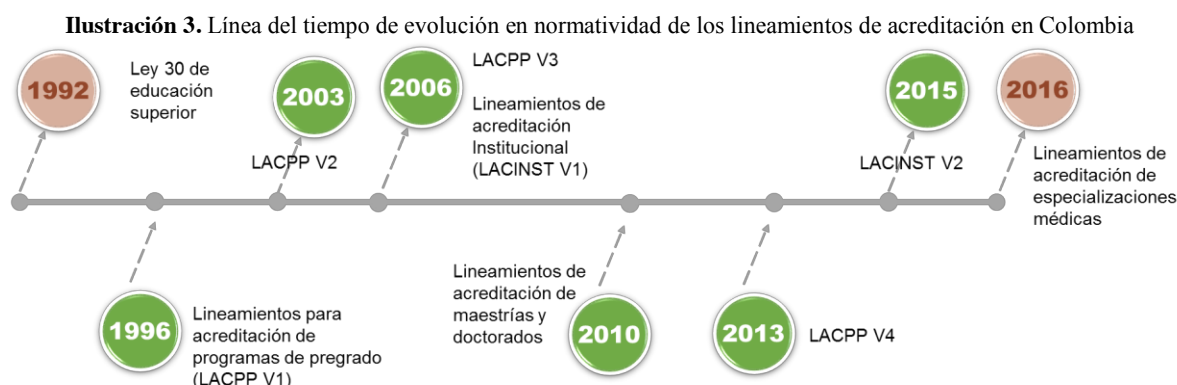 Ilustración 3. Línea del tiempo de evolución en normatividad de los lineamientos de acreditación en Colombia
1992
Ley 30 de
educación
superior
2003
LACPP V2
2006
LACPP V3
Lineamientos de
acreditación
Institucional
(LACINST V1)
2015
LACINST V2
2016
Lineamientos de
acreditación de
especializaciones
médicas
1996
Lineamientos para
acreditación de
programas de pregrado
(LACPP V1)
Lineamientos de
acreditación de
maestrías y
doctorados
2010
2013
LACPP V4